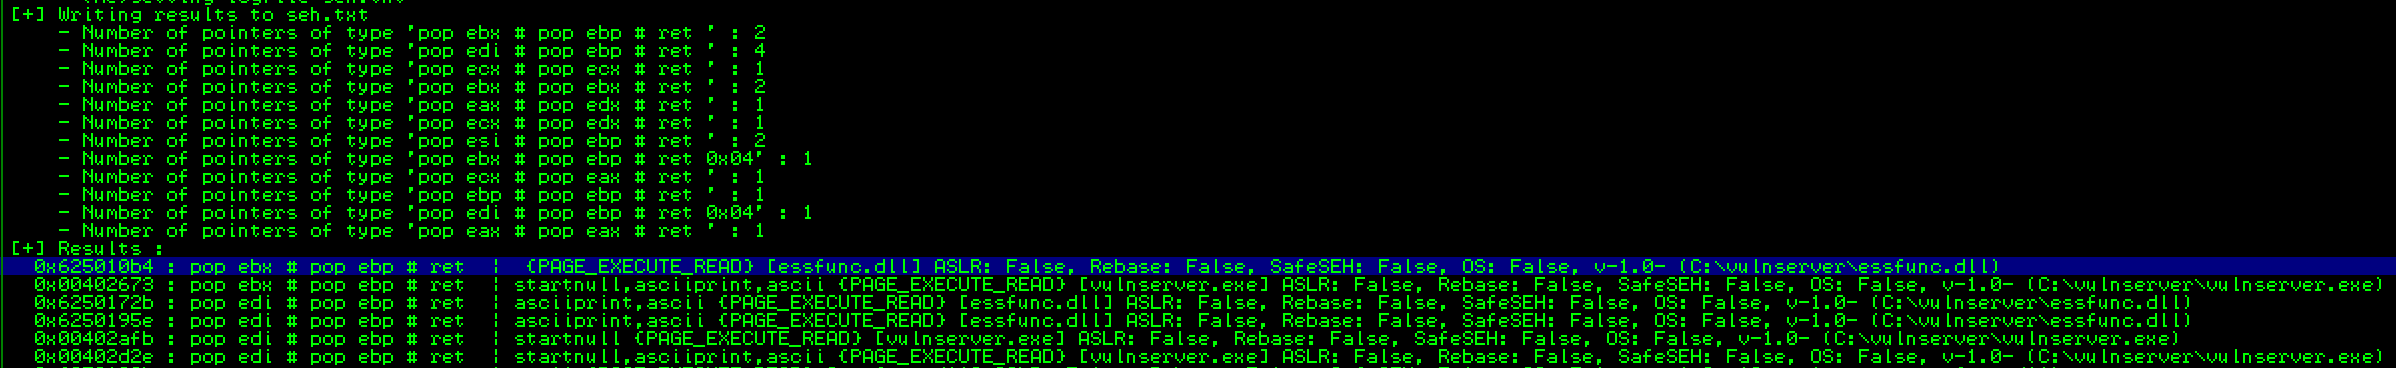 [+] Writing results to seh.txt
- Number of pointers of type 'pop ebx # pop ebp # ret ' : 2
- Number of pointers of type 'pop edi # pop ebp # ret ' : 4
- Number of pointers of type 'pop ecx # pop ecx # ret ' : 1
- Number of pointers of type 'pop ebx # pop ebx # ret ' : 2
- Number of pointers of type 'pop eax # pop edx # ret ' : 1
- Number of pointers of type 'pop ecx # pop edx # ret ' : 1
- Number of pointers of type 'pop esi # pop ebp # ret ' : 2
- Number of pointers of type 'pop ebx # pop ebp # ret 0x04' : 1
- Number of pointers of type 'pop ecx # pop eax # ret ' : 1
- Number of pointers of type 'pop ebp # pop ebp # ret ' : 1
- Number of pointers of type 'pop edi # pop ebp # ret 0x04' : 1
- Number of pointers of type 'pop eax # pop eax # ret ' : 1
[+] Results :
0x625010b4 : pop ebx # pop ebp # ret | {PAGE_EXECUTE_READ} [essfunc.dll] ASLR: False, Rebase: False, SafeSEH: False, OS: False, v-1.0- (C:\vulnserver\essfunc.dll)
0x00402673 : pop ebx # pop ebp # ret | startnull,asciiprint,ascii {PAGE_EXECUTE_READ} [vulnserver.exe] ASLR: False, Rebase: False, SafeSEH: False, OS: False, v-1.0- (C:\vulnserver\vulnserver.exe)
0x6250172b : pop edi # pop ebp # ret | asciiprint,ascii {PAGE_EXECUTE_READ} [essfunc.dll] ASLR: False, Rebase: False, SafeSEH: False, OS: False, v-1.0- (C:\vulnserver\essfunc.dll)
0x6250195e : pop edi # pop ebp # ret | asciiprint,ascii {PAGE_EXECUTE_READ} [essfunc.dll] ASLR: False, Rebase: False, SafeSEH: False, OS: False, v-1.0- (C:\vulnserver\essfunc.dll)
0x00402afb : pop edi # pop ebp # ret | startnull {PAGE_EXECUTE_READ} [vulnserver.exe] ASLR: False, Rebase: False, SafeSEH: False, OS: False, v-1.0- (C:\vulnserver\vulnserver.exe)
0x00402d2e : pop edi # pop ebp # ret | startnull,asciiprint,ascii {PAGE_EXECUTE_READ} [vulnserver.exe] ASLR: False, Rebase: False, SafeSEH: False, OS: False, v-1.0- (C:\vulnserver\vulnserver.exe)